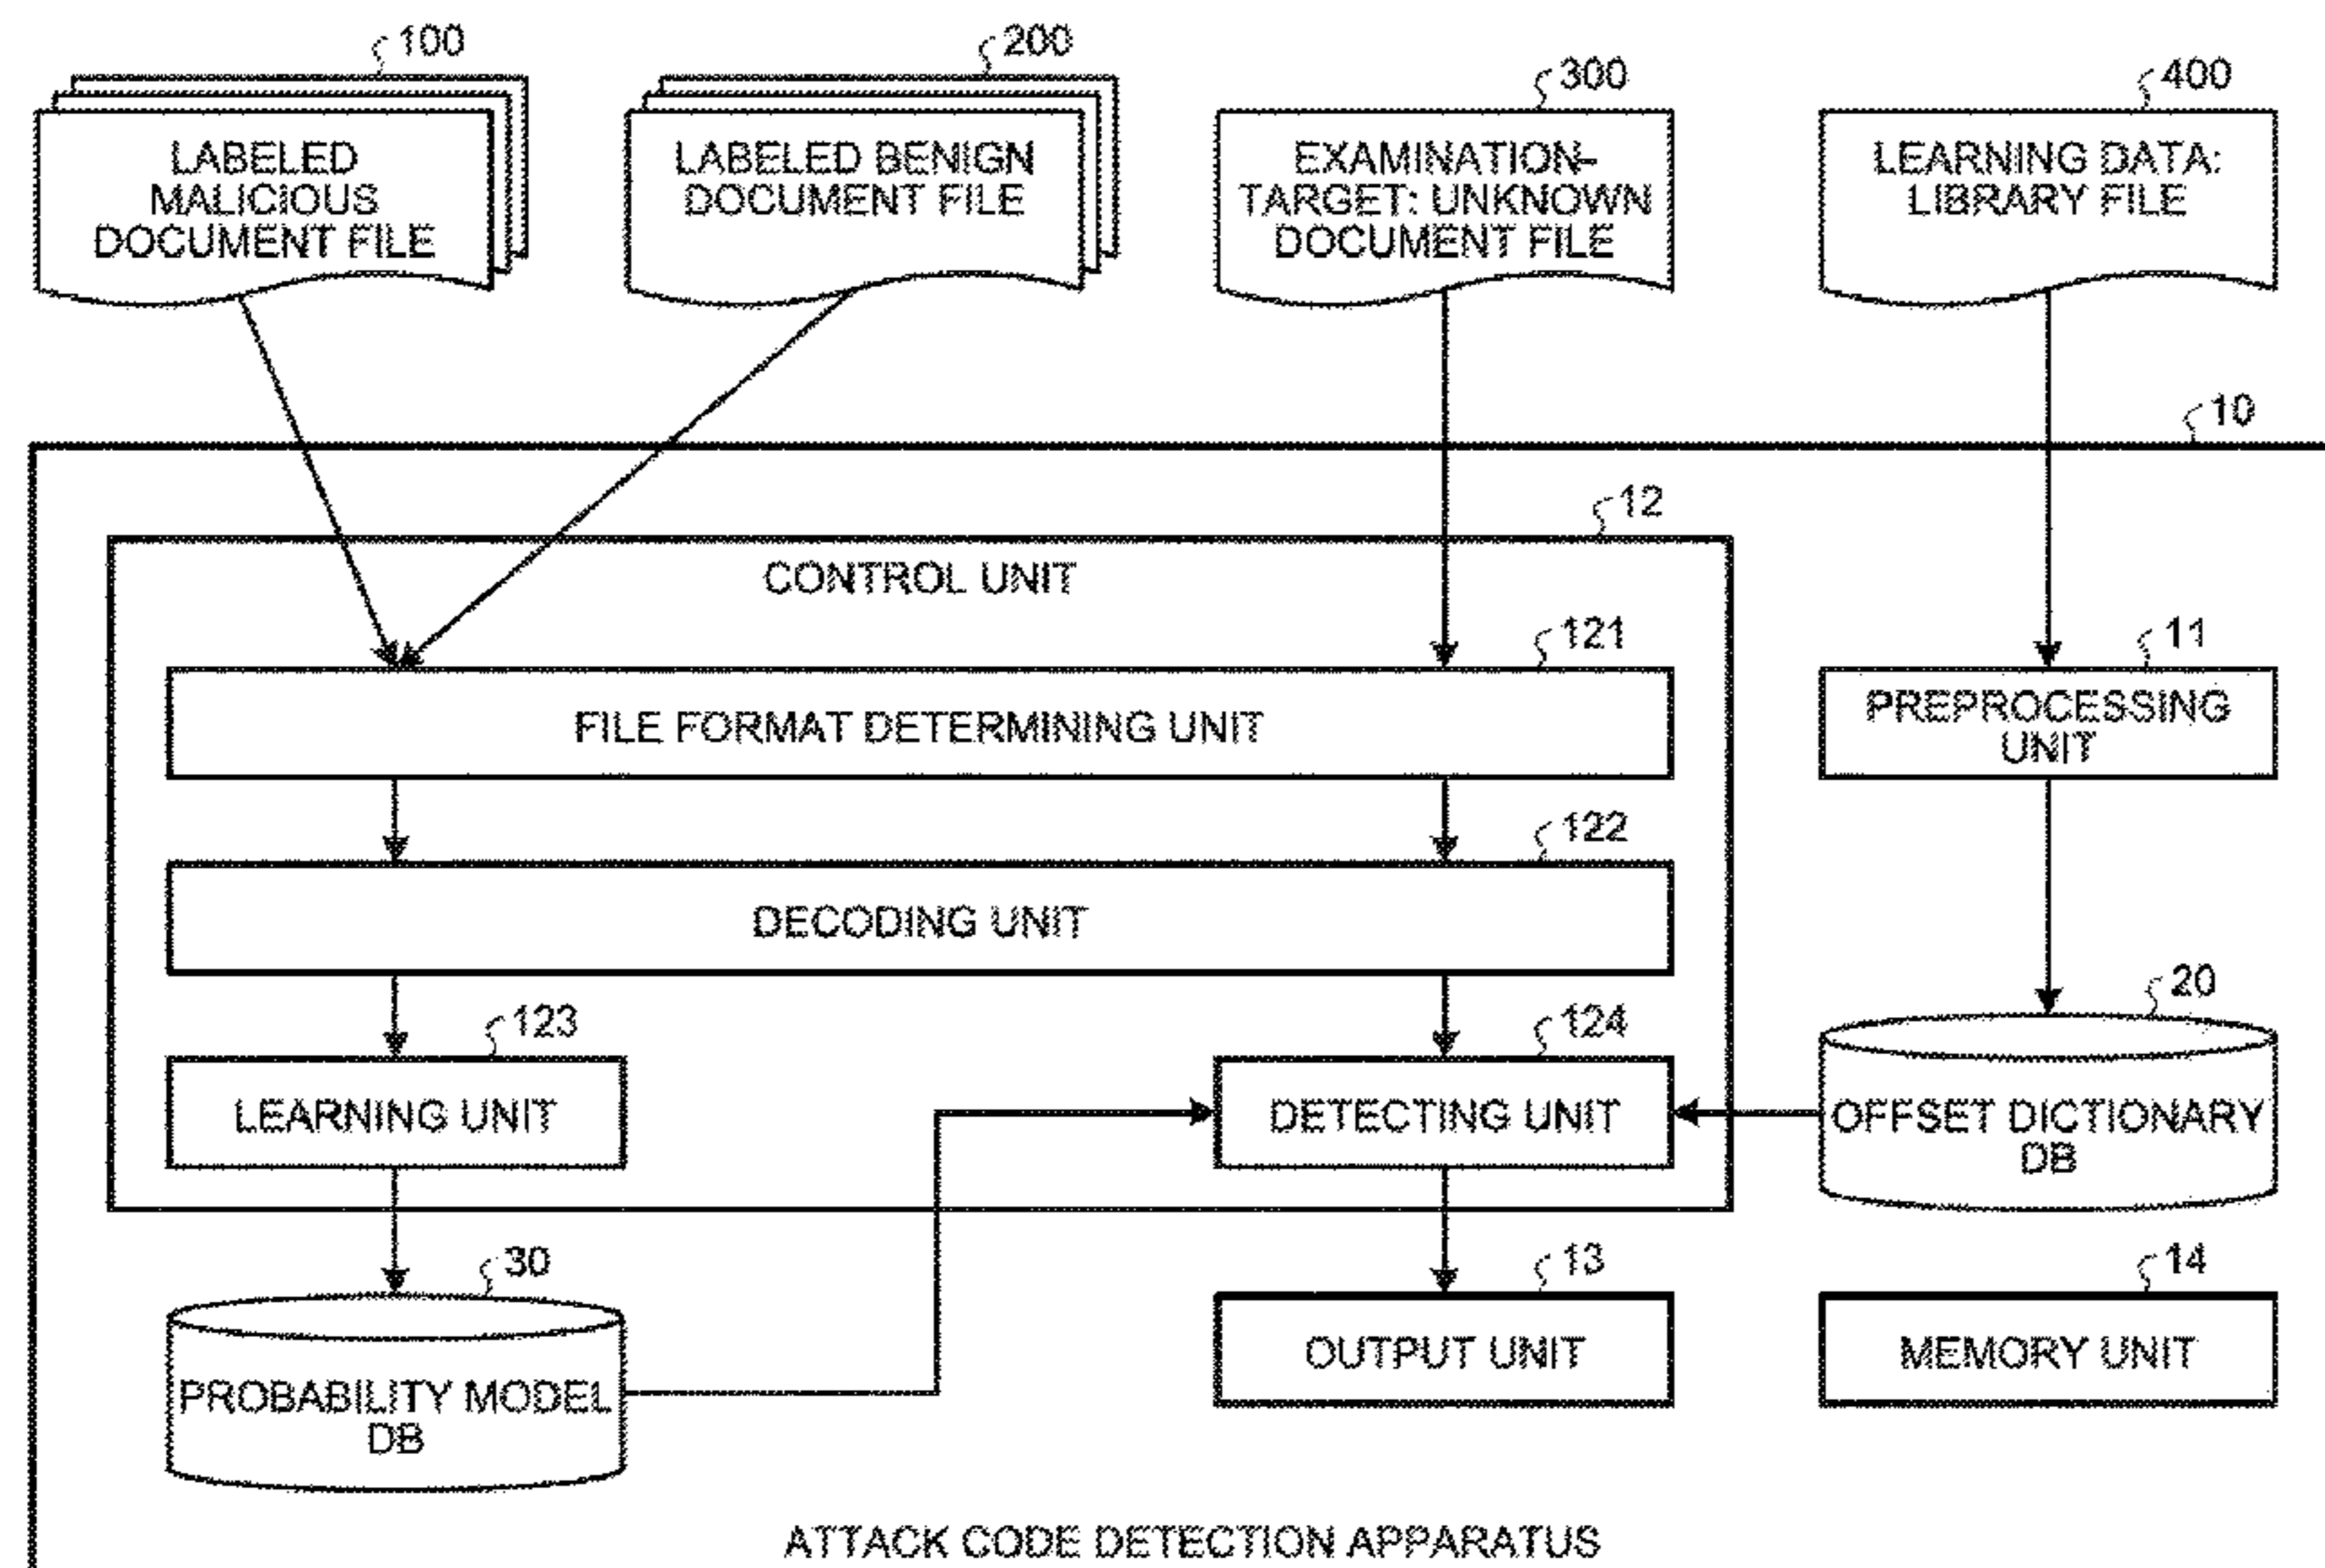 100
200
300
400
LABELED
MALICIOUS
DOCUMENT FILE
LABELED BENIGN
DOCUMENT FILE
EXAMINATION-
TARGET: UNKNOWN
DOCUMENT FILE
LEARNING DATA:
LIBRARY FILE
10
12
CONTROL UNIT
121
FILE FORMAT DETERMINING UNIT
11
PREPROCESSING
UNIT
122
DECODING UNIT
123
LEARNING UNIT
124
DETECTING UNIT
20
OFFSET DICTIONARY
DB
30
PROBABILITY MODEL
DB
13
OUTPUT UNIT
14
MEMORY UNIT
ATTACK CODE DETECTION APPARATUS